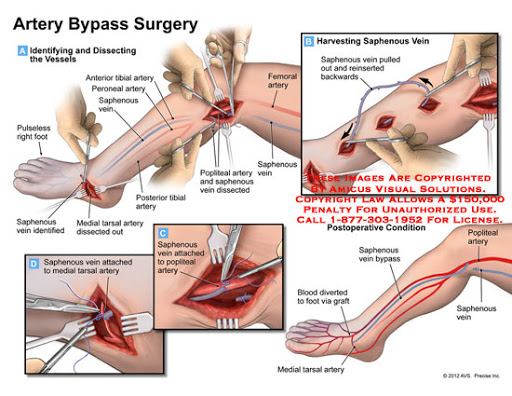 Artery Bypass Surgery
A Identifying and Dissecting
the Vessels
Anterior tibial artery
Peroneal artery
Saphenous
vein
Femoral
artery
Pulseless
right foot
Popliteal artery
and saphenous
vein dissected
Saphenous
vein
Posterior tibial
artery
Saphenous
vein identified
Medial tarsal artery
dissected out
B Harvesting Saphenous Vein
Saphenous vein pulled
out and reinserted
backwards
These Images Are Copyrighted
By Amicus Visual Solutions.
Copyright Law Allows A $150,000
Penalty For Unauthorized Use.
Call 1-877-303-1952 For License.
C
Saphenous
vein attached
to popliteal
artery
D Saphenous vein attached
to medial tarsal artery
Postoperative Condition
Popliteal
artery
Saphenous
vein bypass
Blood diverted
to foot via graft
Saphenous
vein
Medial tarsal artery
© 2012 AVS. Precise Inc.